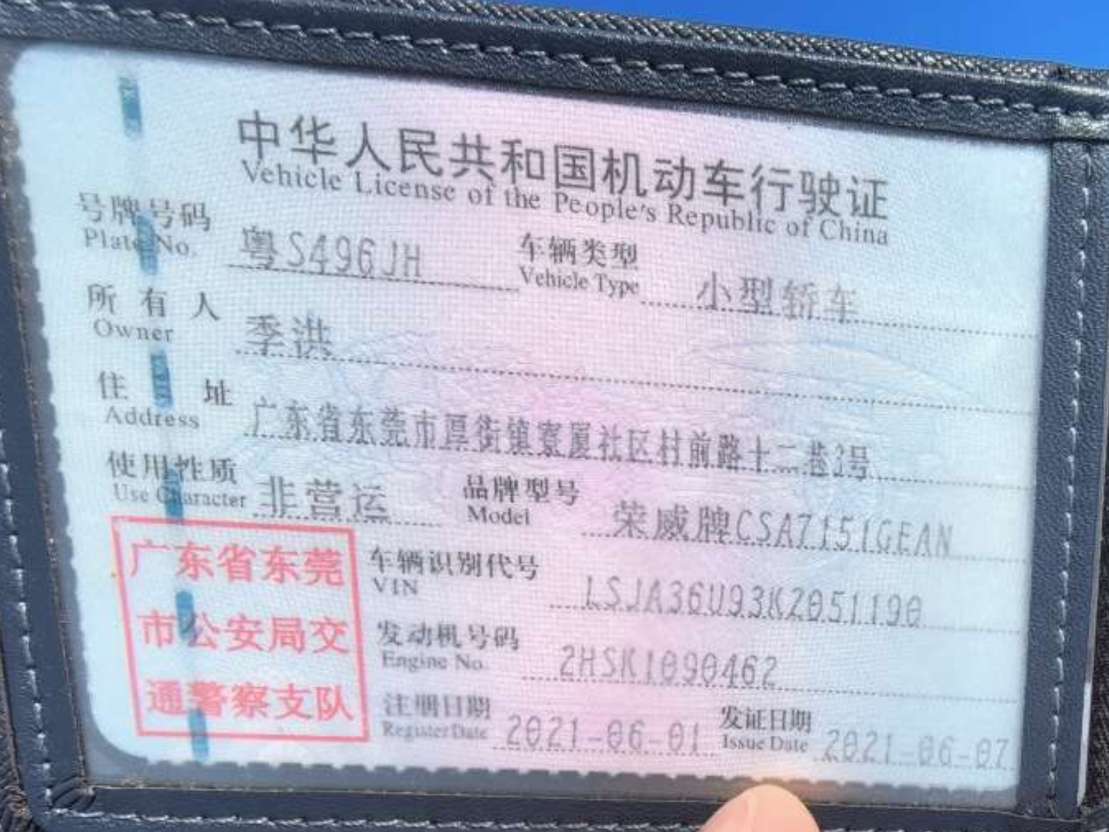 中华人民共和国机动车行驶证
Vehicle License of the People's Republic of China
号牌号码 粤S496JH 车辆类型 小型轿车
Plate No. Vehicle Type
所有人 季洪
Owner
住址 广东省东莞市厚街镇寮厦社区村前路十二巷2号
Address
使用性质 非营运 品牌型号 荣威牌CSA7151GEAN
Use Character Model
广东省东莞
市公安局交
通警察支队
车辆识别代号 LSJA36U93KZ051190
VIN
发动机号码 2HSK1090462
Engine No.
注册日期 2021-06-01 发证日期 2021-06-07
Register Date Issue Date